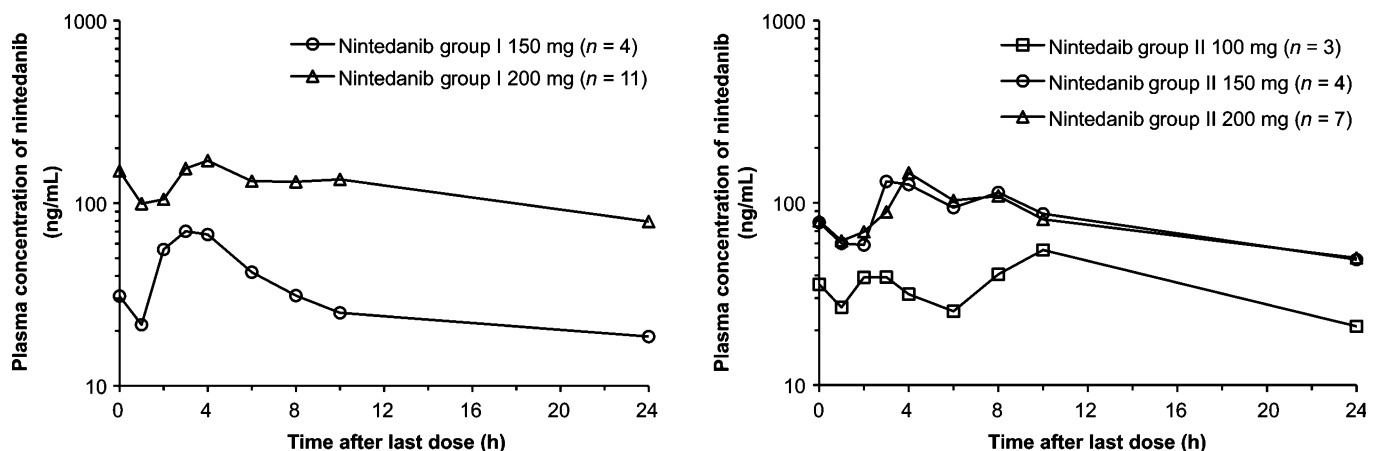 Plasma concentration of nintedanib
(ng/mL)
1000
100
10
Nintedanib group I 150 mg (n = 4)
Nintedanib group I 200 mg (n = 11)
0 4 8 12 16 20 24
Time after last dose (h)
Plasma concentration of nintedanib
(ng/mL)
1000
100
10
Nintedaib group II 100 mg (n = 3)
Nintedanib group II 150 mg (n = 4)
Nintedanib group II 200 mg (n = 7)
0 4 8 12 16 20 24
Time after last dose (h)